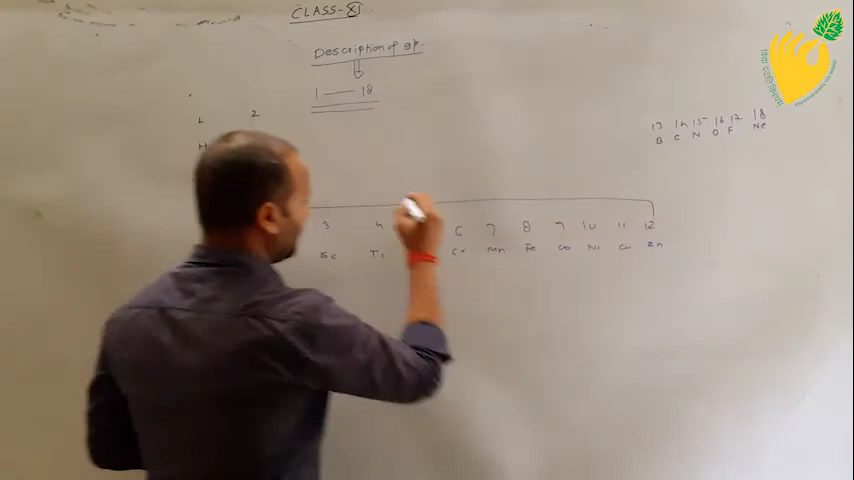 CLASS-XI
Description of gp.
1 — 18
1 2
H
13 14 15 16 17 18
B C N O F Ne
3 4 6 7 8 9 10 11 12
Sc Ti Cr Mn Fe Co Ni Cu Zn